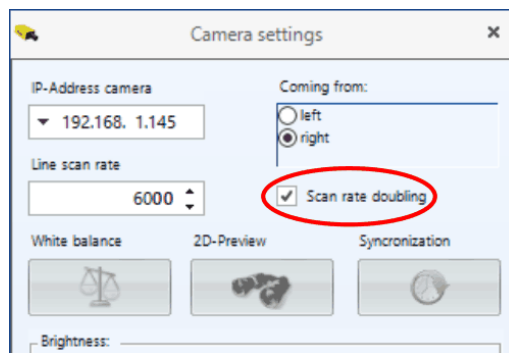 Camera settings
IP-Address camera
192.168. 1.145
Coming from:
left
right
Line scan rate
6000
Scan rate doubling
White balance
2D-Preview
Syncronization
Brightness: